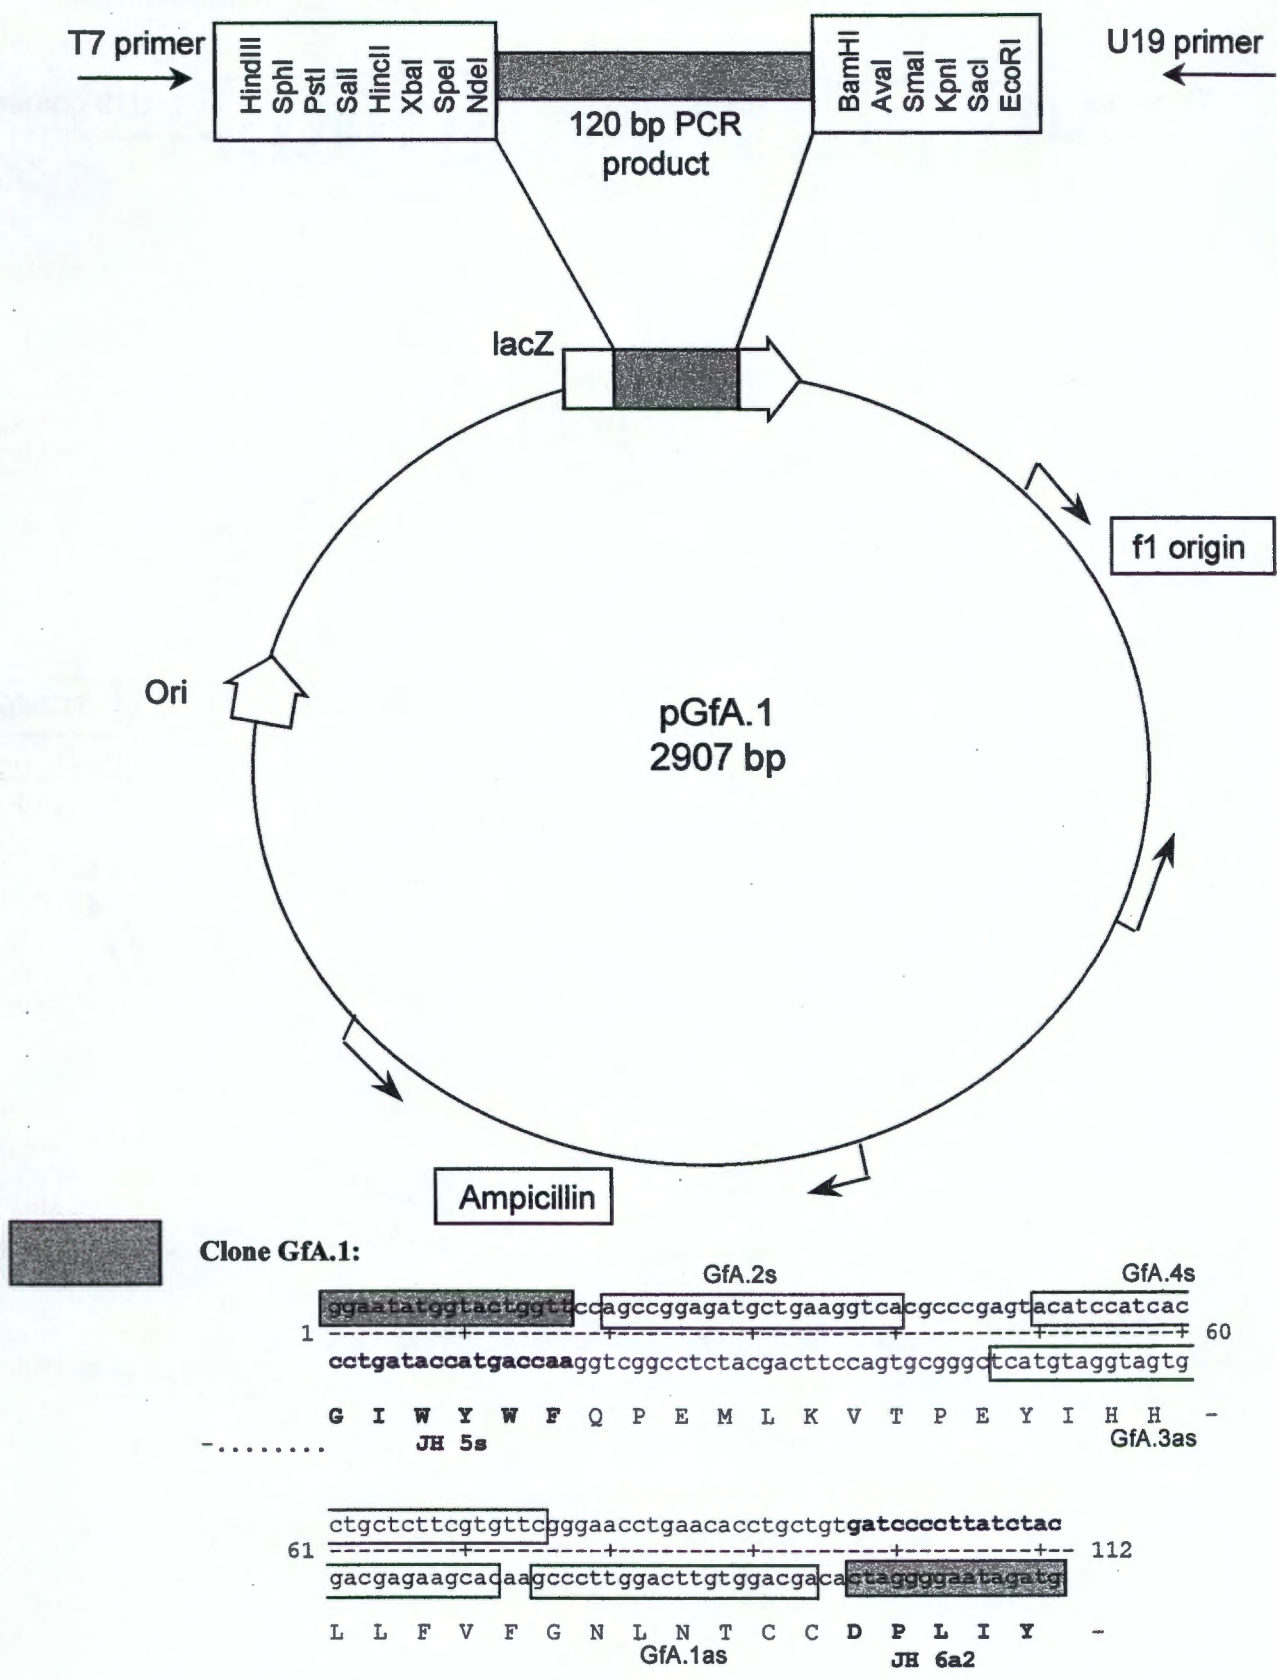 T7 primer
HindIII
SphI
PstI
SalI
HincII
XbaI
SpeI
NdeI
120 bp PCR
product
BamHI
AvaI
SmaI
KpnI
SacI
EcoRI
U19 primer
lacZ
f1 origin
Ori
pGfA.1
2907 bp
Ampicillin
Clone GfA.1:
GfA.2s GfA.4s
ggaatatggtactggttccagccggagatgctgaaggtcacgcccgagtacatccatcac
1 ---------+---------+---------+---------+---------+---------+ 60
cctgataccatgaccaaggtcggcctctacgacttccagtgcgggctcatgtaggtagtg
G I W Y W F Q P E M L K V T P E Y I H H -
-........ JH 5s GfA.3as
ctgctcttcgtgttcgggaacctgaacacctgctgtgatccccttatctac
61 ---------+---------+---------+---------+---------+-- 112
gacgagaagcacaagcccttggacttgtggacgacactaggggaatagatg
L L F V F G N L N T C C D P L I Y -
GfA.1as JH 6a2